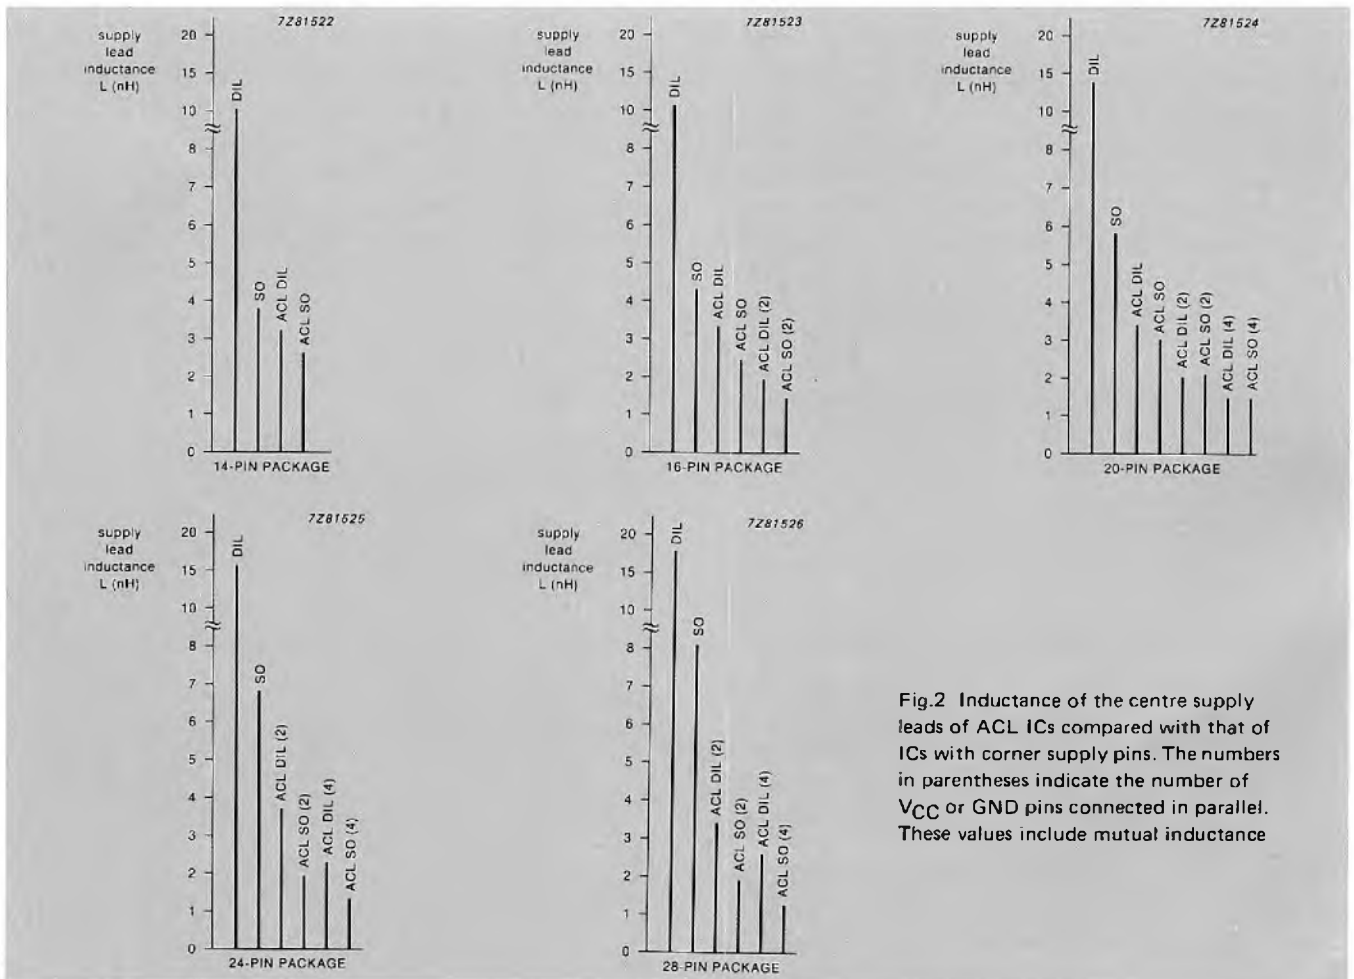 7Z81522
supply
lead
inductance
L (nH)
20
15
10
8
7
6
5
4
3
2
1
0
DIL
SO
ACL DIL
ACL SO
14-PIN PACKAGE
7Z81523
supply
lead
inductance
L (nH)
20
15
10
8
7
6
5
4
3
2
1
0
DIL
SO
ACL DIL
ACL SO
ACL DIL (2)
ACL SO (2)
16-PIN PACKAGE
7Z81524
supply
lead
inductance
L (nH)
20
15
10
8
7
6
5
4
3
2
1
0
DIL
SO
ACL DIL
ACL SO
ACL DIL (2)
ACL SO (2)
ACL DIL (4)
ACL SO (4)
20-PIN PACKAGE
7Z81525
supply
lead
inductance
L (nH)
20
15
10
8
7
6
5
4
3
2
1
0
DIL
SO
ACL DIL (2)
ACL SO (2)
ACL DIL (4)
ACL SO (4)
24-PIN PACKAGE
7Z81526
supply
lead
inductance
L (nH)
20
15
10
8
7
6
5
4
3
2
1
0
DIL
SO
ACL DIL (2)
ACL SO (2)
ACL DIL (4)
ACL SO (4)
28-PIN PACKAGE
Fig.2 Inductance of the centre supply
leads of ACL ICs compared with that of
ICs with corner supply pins. The numbers
in parentheses indicate the number of
VCC or GND pins connected in parallel.
These values include mutual inductance